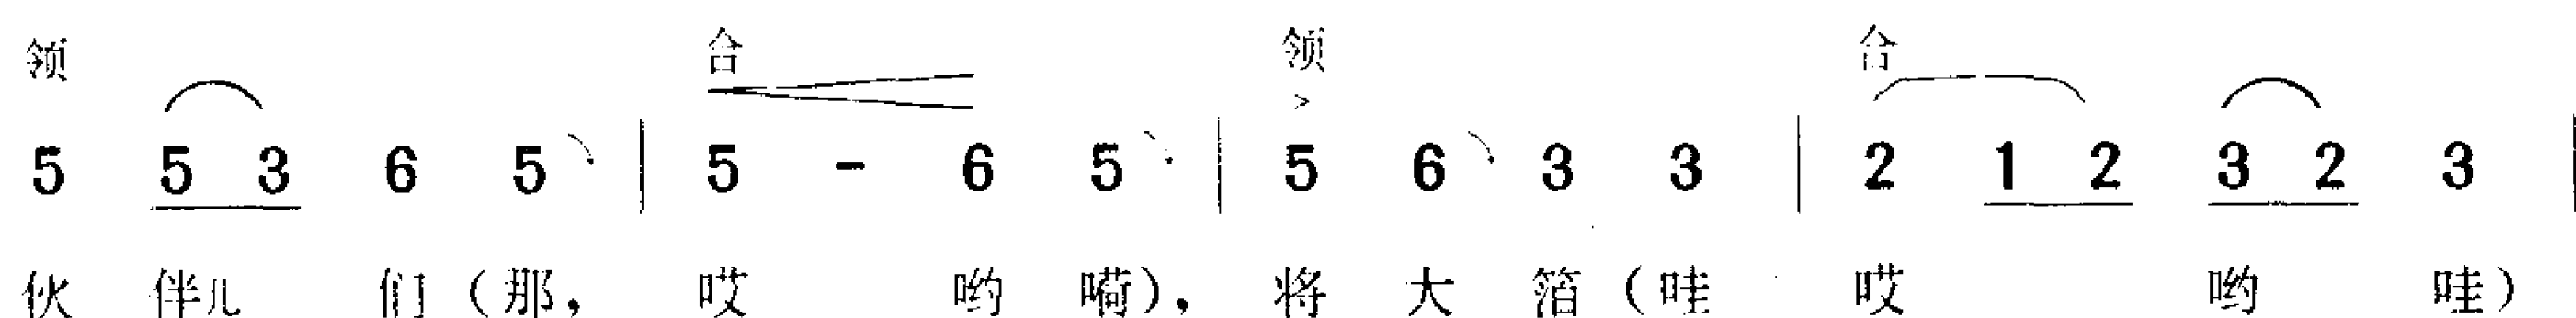 领 合 领 合
5 5 3 6 5 | 5 - 6 5 | 5 6 3 3 | 2 1 2 3 2 3 |
伙 伴儿 们（那， 哎 哟 嗬）， 将 大 箔（哇 哎 哟 哇）